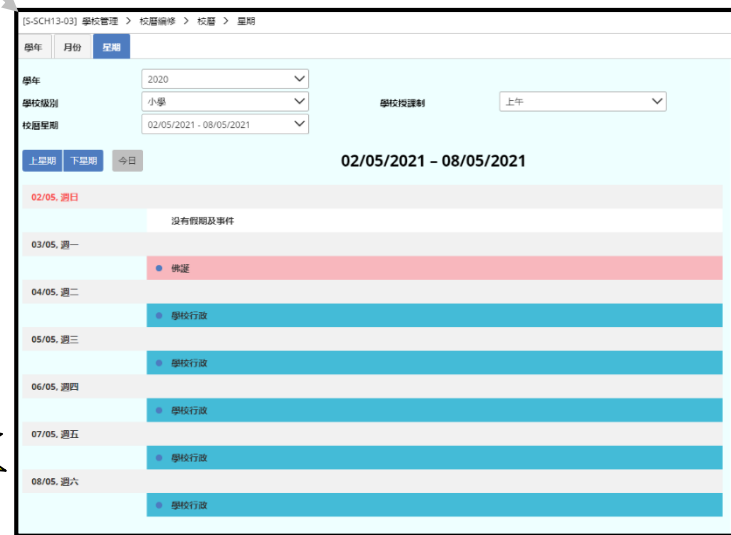 [S-SCH13-03] 學校管理 > 校曆編修 > 校曆 > 星期
學年 月份 星期
學年 2020
學校級別 小學 學校授課制 上午
校曆星期 02/05/2021 - 08/05/2021
上星期 下星期 今日 02/05/2021 – 08/05/2021
02/05, 週日
沒有假期及事件
03/05, 週一
佛誕
04/05, 週二
學校行政
05/05, 週三
學校行政
06/05, 週四
學校行政
07/05, 週五
學校行政
08/05, 週六
學校行政